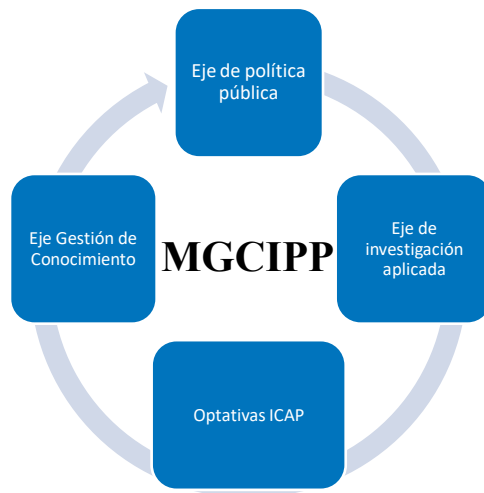 Eje de política
pública
Eje Gestión de
Conocimiento
MGCIPP
Eje de
investigación
aplicada
Optativas ICAP